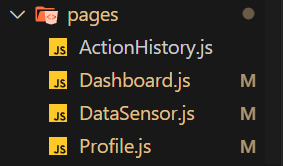 pages
JS ActionHistory.js
JS Dashboard.js M
JS DataSensor.js M
JS Profile.js M